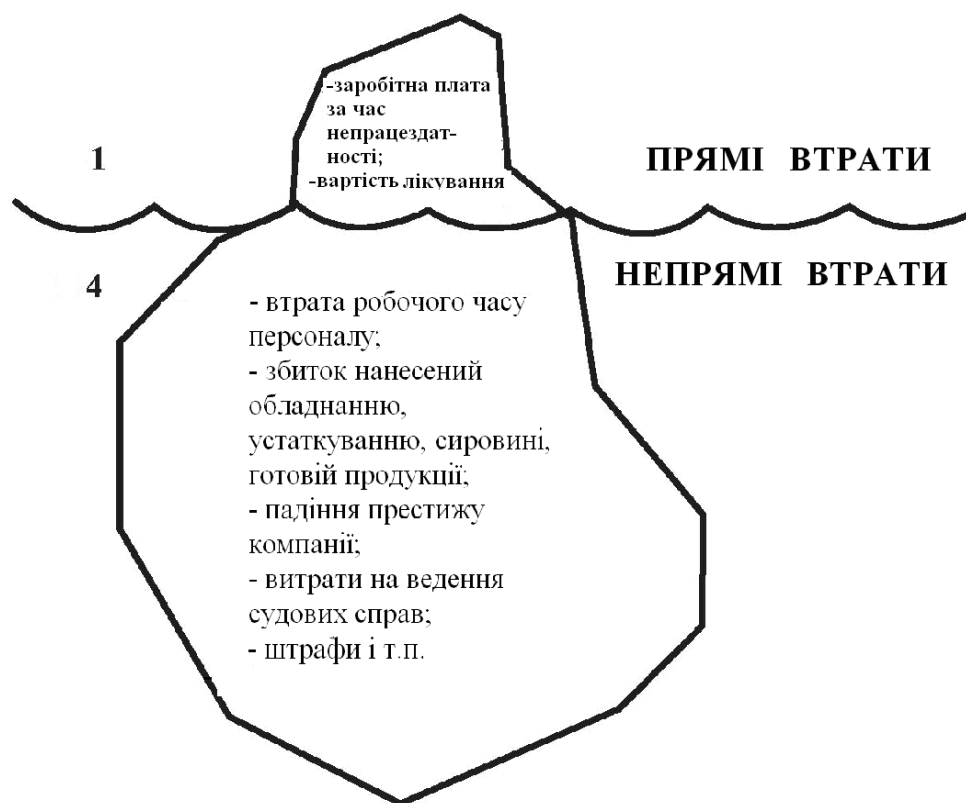 -заробітна плата
за час
непрацездат-
ності;
-вартість лікування
1
ПРЯМІ ВТРАТИ
4
НЕПРЯМІ ВТРАТИ
- втрата робочого часу
персоналу;
- збиток нанесений
обладнанню,
устаткуванню, сировині,
готовій продукції;
- падіння престижу
компанії;
- витрати на ведення
судових справ;
- штрафи і т.п.